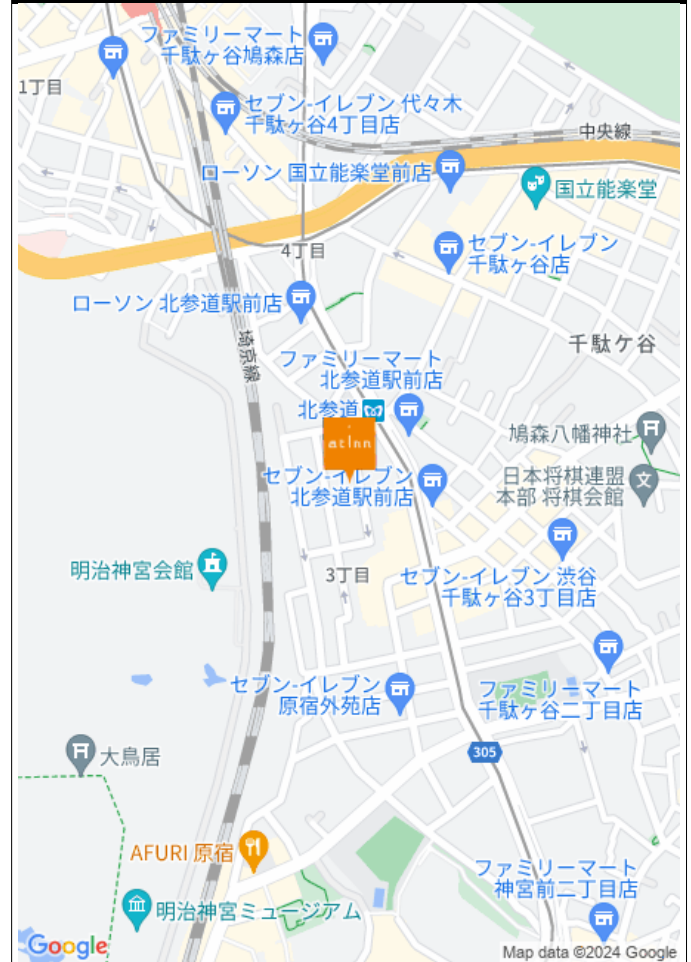 ファミリーマート
千駄ヶ谷鳩森店
1丁目
セブン-イレブン 代々木
千駄ヶ谷4丁目店
中央線
ローソン 国立能楽堂前店
国立能楽堂
4丁目
セブン-イレブン
千駄ヶ谷店
ローソン 北参道駅前店
埼京線
千駄ケ谷
ファミリーマート
北参道駅前店
北参道
鳩森八幡神社
at inn
セブン-イレブン
北参道駅前店
日本将棋連盟
本部 将棋会館
明治神宮会館
3丁目
セブン-イレブン 渋谷
千駄ヶ谷3丁目店
セブン-イレブン
原宿外苑店
ファミリーマート
千駄ヶ谷二丁目店
305
大鳥居
AFURI 原宿
ファミリーマート
神宮前二丁目店
明治神宮ミュージアム
Google
Map data ©2024 Google